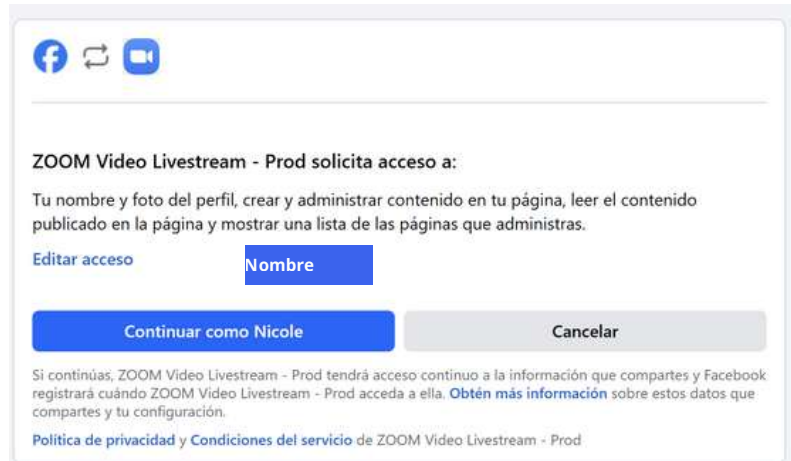 ZOOM Video Livestream - Prod solicita acceso a:
Tu nombre y foto del perfil, crear y administrar contenido en tu página, leer el contenido
publicado en la página y mostrar una lista de las páginas que administras.
Editar acceso
Nombre
Continuar como Nicole
Cancelar
Si continúas, ZOOM Video Livestream - Prod tendrá acceso continuo a la información que compartes y Facebook
registrará cuándo ZOOM Video Livestream - Prod acceda a ella. Obtén más información sobre estos datos que
compartes y tu configuración.
Política de privacidad y Condiciones del servicio de ZOOM Video Livestream - Prod